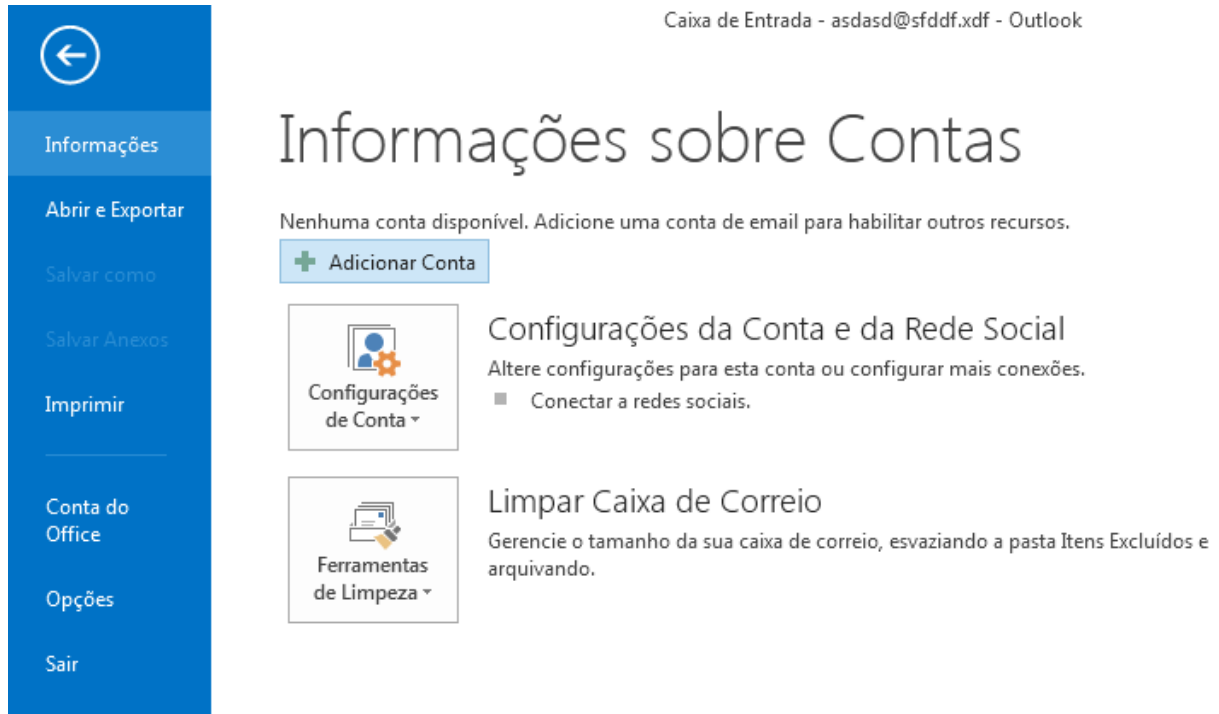 Caixa de Entrada - asdasd@sfddf.xdf - Outlook
Informações
Abrir e Exportar
Salvar como
Salvar Anexos
Imprimir
Conta do
Office
Opções
Sair
Informações sobre Contas
Nenhuma conta disponível. Adicione uma conta de email para habilitar outros recursos.
Adicionar Conta
Configurações
de Conta
Configurações da Conta e da Rede Social
Altere configurações para esta conta ou configurar mais conexões.
Conectar a redes sociais.
Ferramentas
de Limpeza
Limpar Caixa de Correio
Gerencie o tamanho da sua caixa de correio, esvaziando a pasta Itens Excluídos e
arquivando.